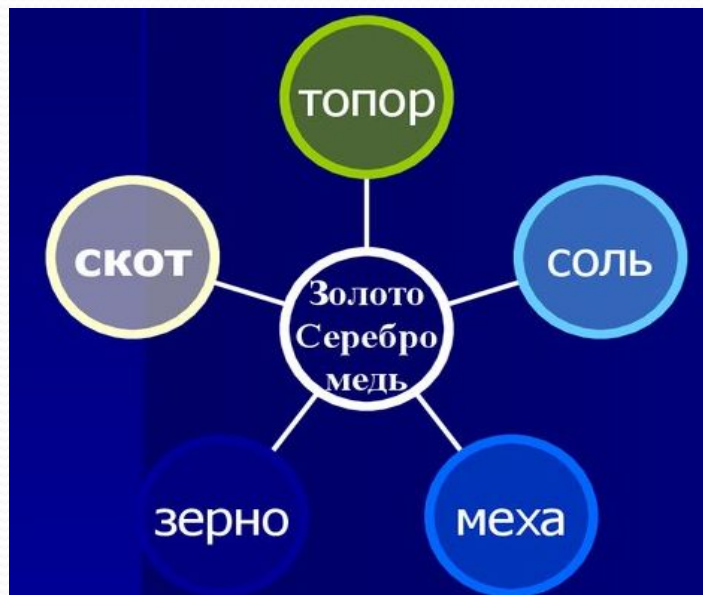 топор
скот
соль
Золото
Серебро
медь
зерно
меха